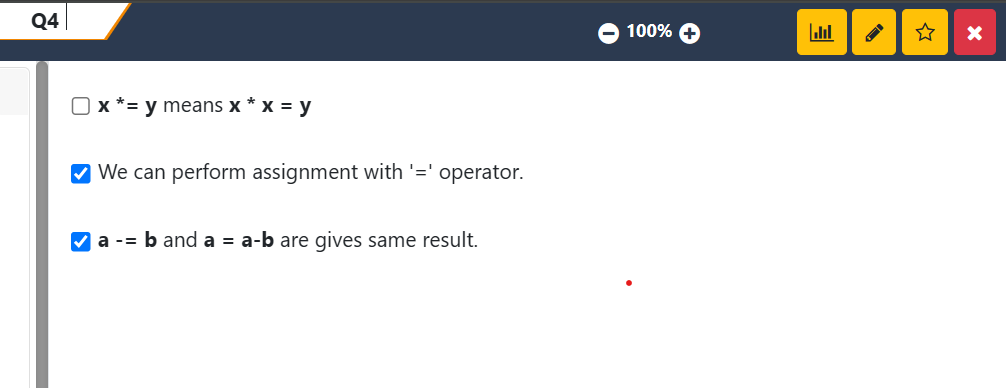 Q4
100%
x *= y means x * x = y
We can perform assignment with '=' operator.
a -= b and a = a-b are gives same result.